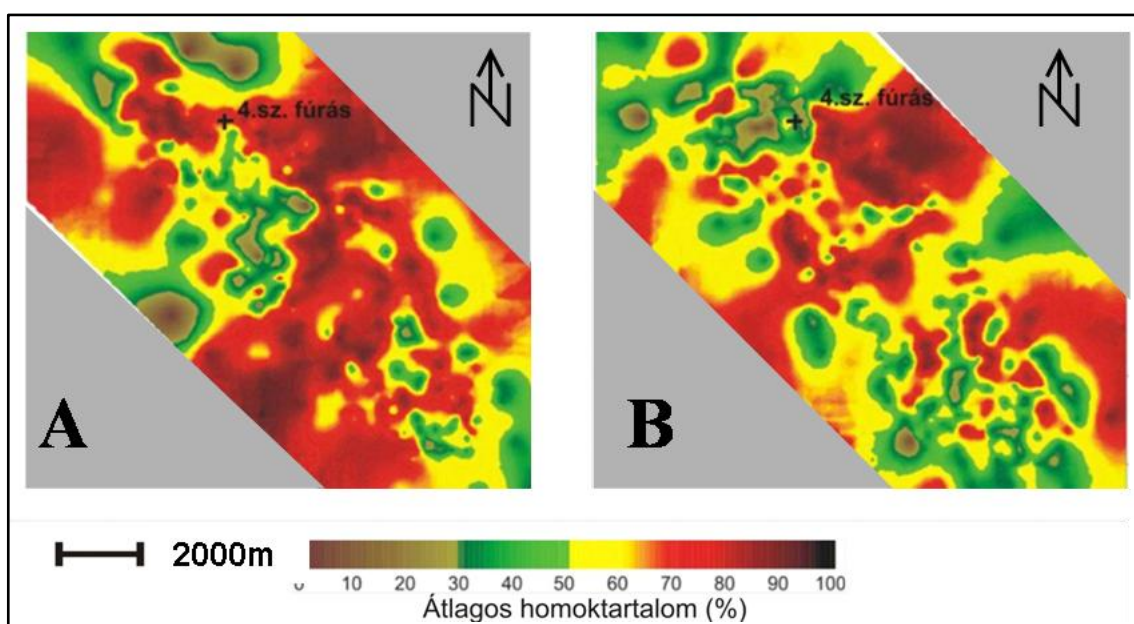 N N
4.sz. fúrás 4.sz. fúrás
A B
2000m
0 10 20 30 40 50 60 70 80 90 100
Átlagos homoktartalom (%)